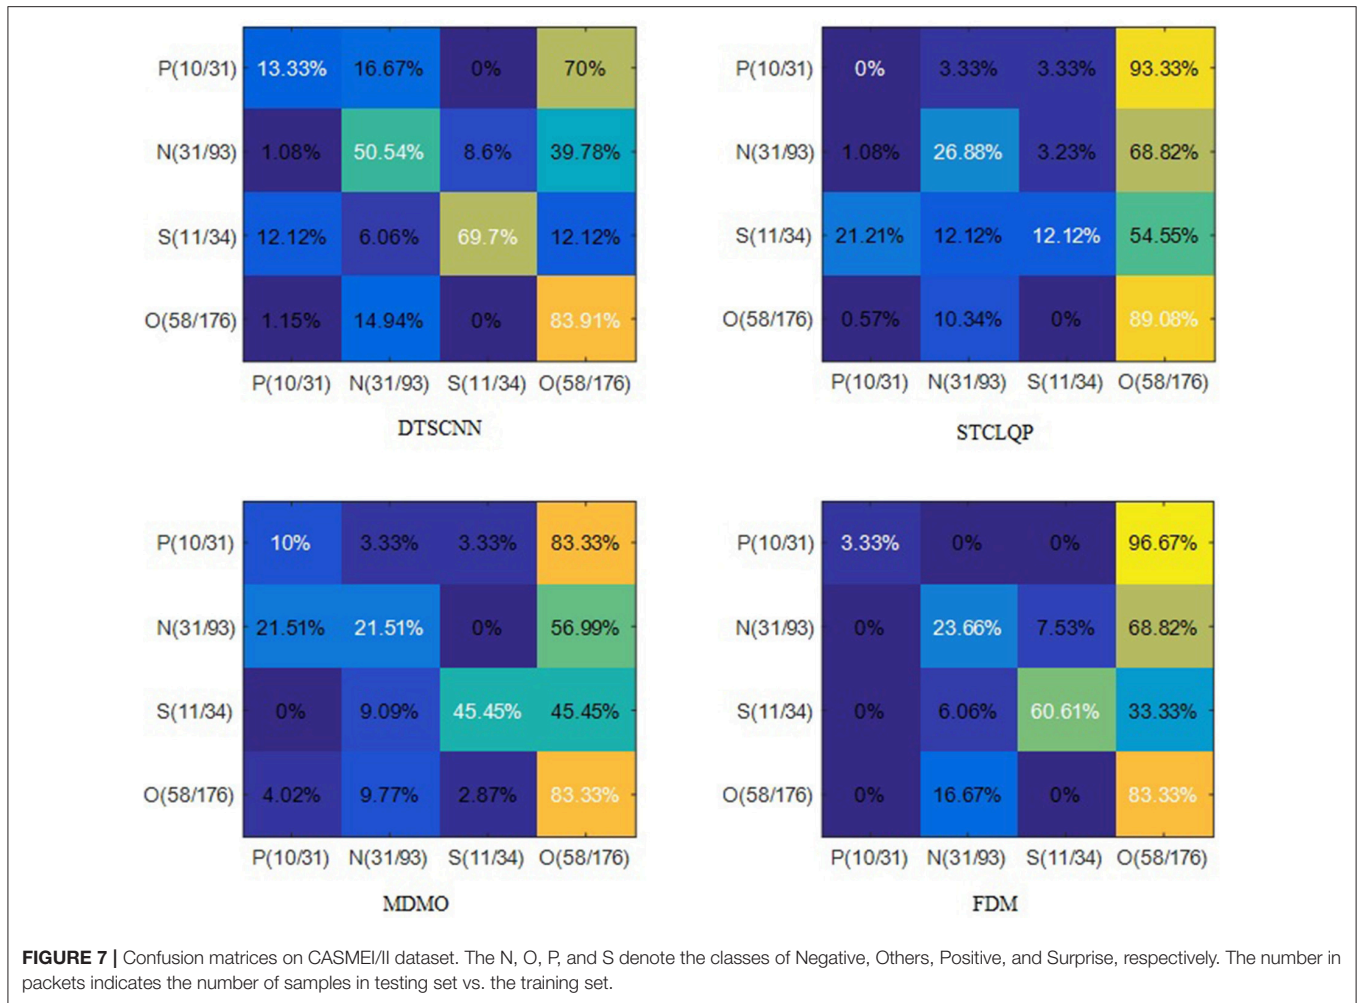 P(10/31) 13.33% 16.67% 0% 70%
N(31/93) 1.08% 50.54% 8.6% 39.78%
S(11/34) 12.12% 6.06% 69.7% 12.12%
O(58/176) 1.15% 14.94% 0% 83.91%
P(10/31) N(31/93) S(11/34) O(58/176)
DTSCNN
P(10/31) 0% 3.33% 3.33% 93.33%
N(31/93) 1.08% 26.88% 3.23% 68.82%
S(11/34) 21.21% 12.12% 12.12% 54.55%
O(58/176) 0.57% 10.34% 0% 89.08%
P(10/31) N(31/93) S(11/34) O(58/176)
STCLQP
P(10/31) 10% 3.33% 3.33% 83.33%
N(31/93) 21.51% 21.51% 0% 56.99%
S(11/34) 0% 9.09% 45.45% 45.45%
O(58/176) 4.02% 9.77% 2.87% 83.33%
P(10/31) N(31/93) S(11/34) O(58/176)
MDMO
P(10/31) 3.33% 0% 0% 96.67%
N(31/93) 0% 23.66% 7.53% 68.82%
S(11/34) 0% 6.06% 60.61% 33.33%
O(58/176) 0% 16.67% 0% 83.33%
P(10/31) N(31/93) S(11/34) O(58/176)
FDM
FIGURE 7 | Confusion matrices on CASMEI/II dataset. The N, O, P, and S denote the classes of Negative, Others, Positive, and Surprise, respectively. The number in
packets indicates the number of samples in testing set vs. the training set.